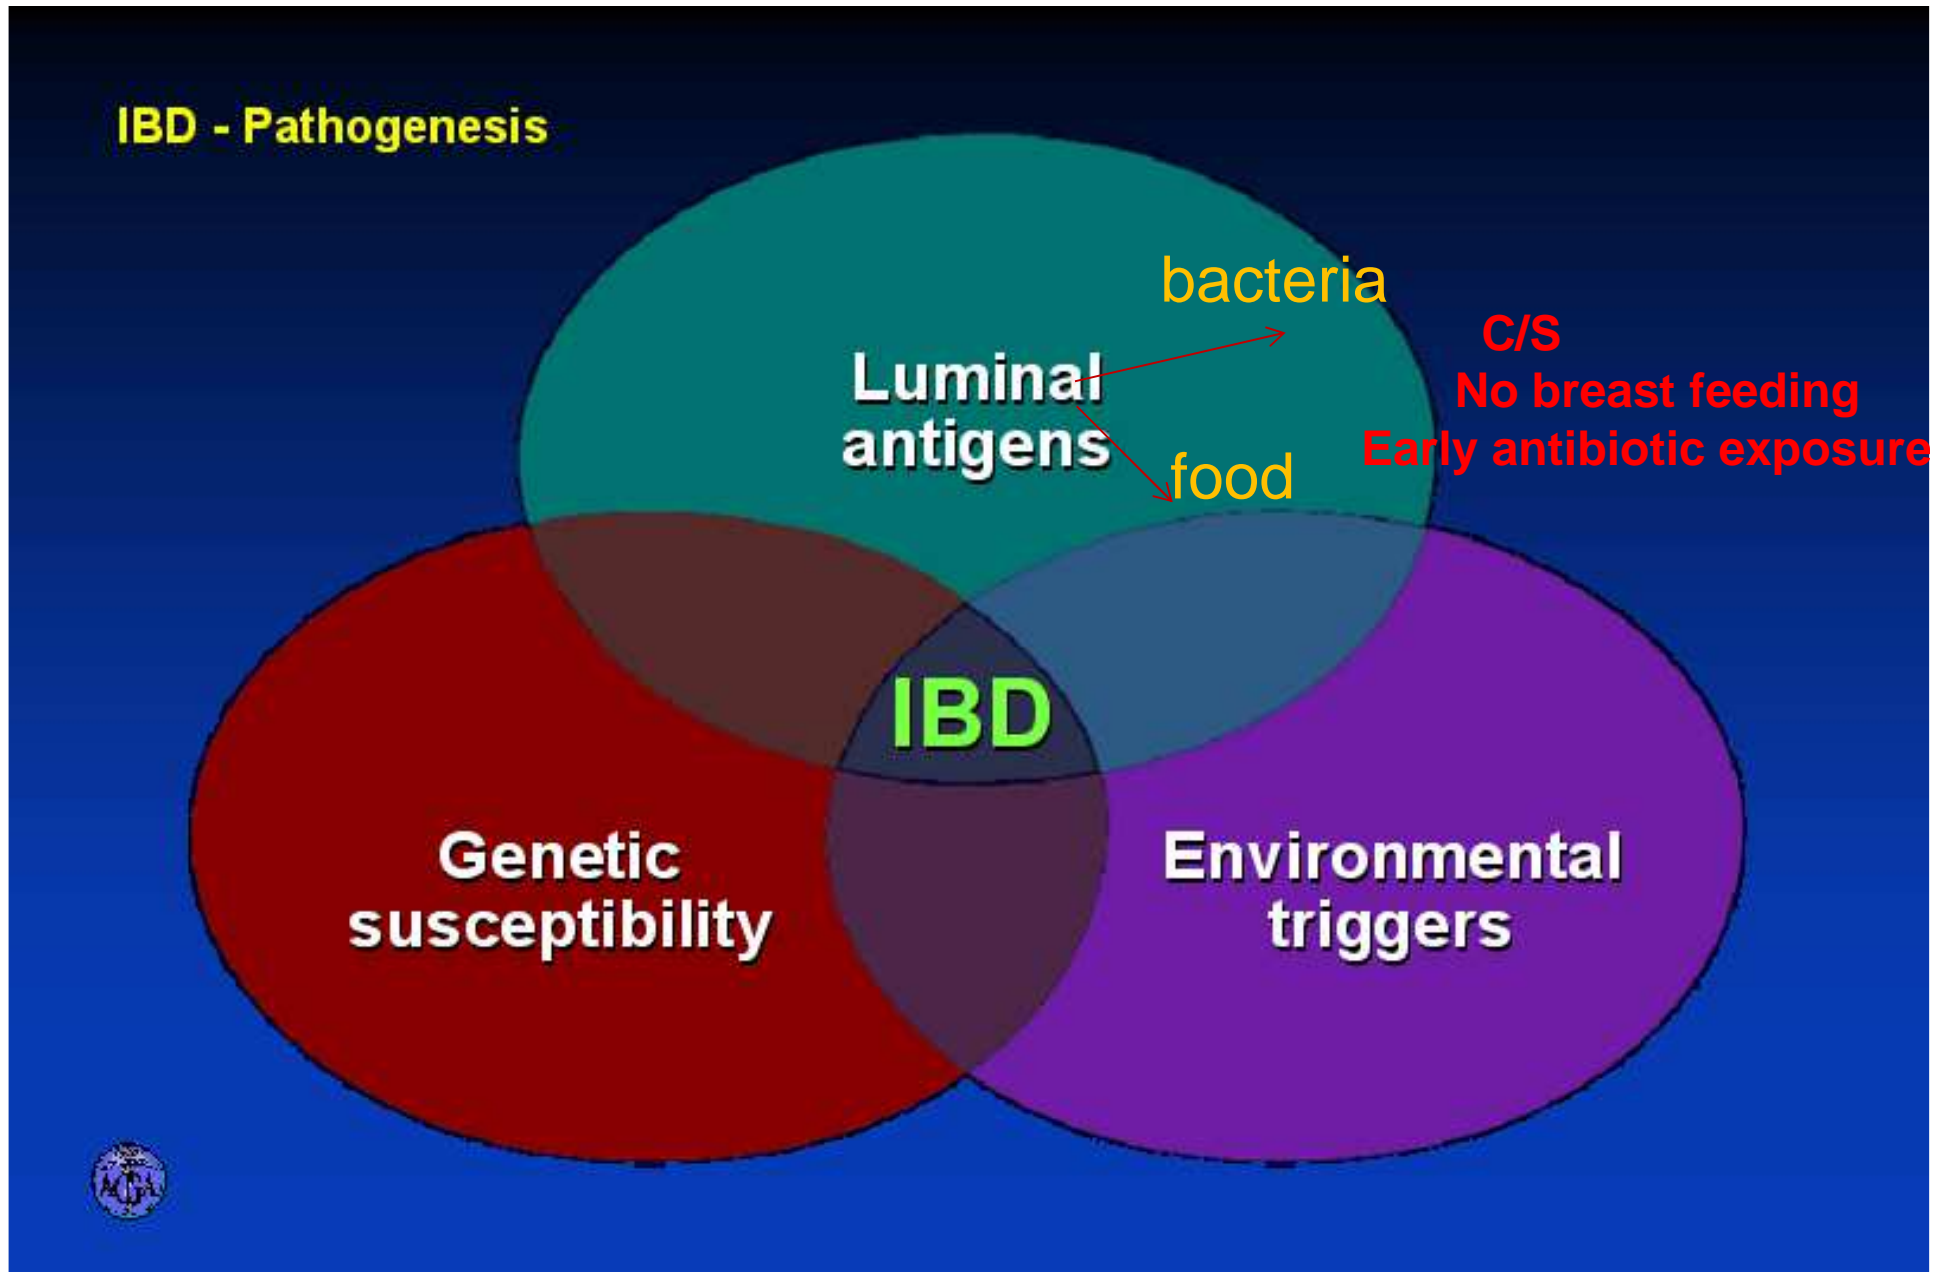 IBD - Pathogenesis
bacteria
C/S
Luminal
No breast feeding
antigens
Early antibiotic exposure
food
IBD
Genetic
susceptibility
Environmental
triggers